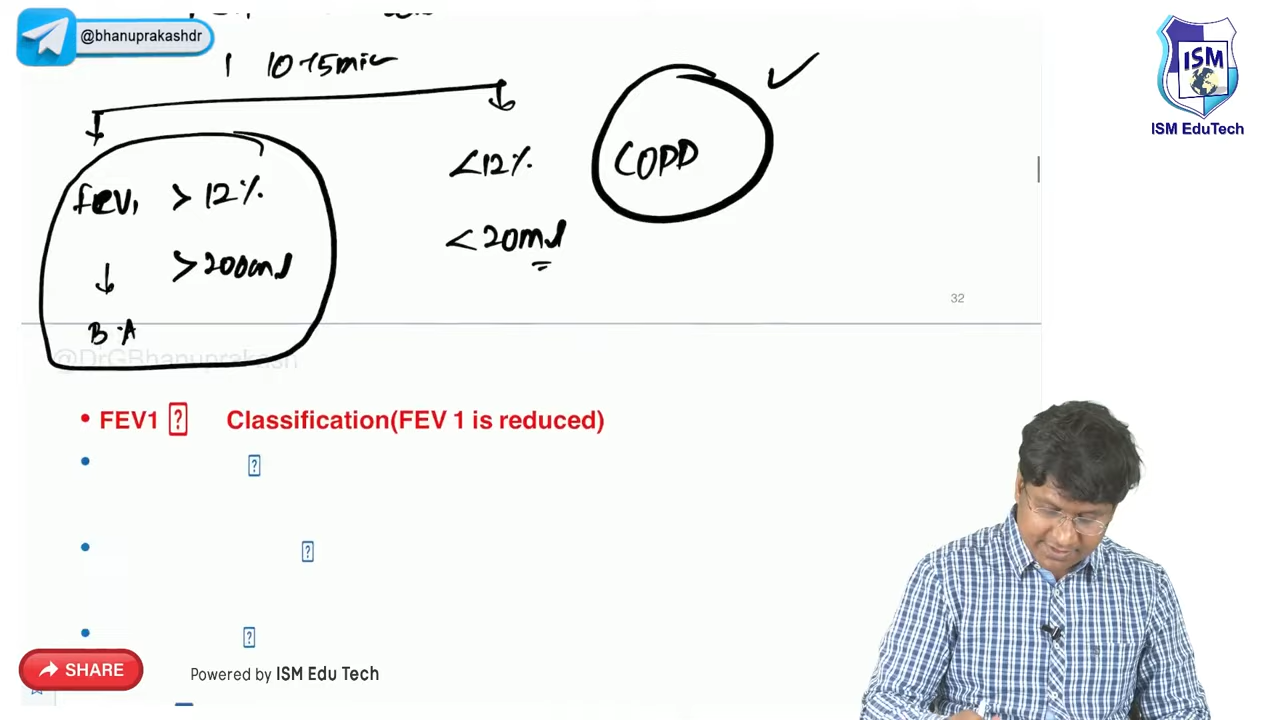 @bhanuprakashdr
10-15min
FEV1 > 12%
> 200ml
B.A
<12%
<20ml
COPD
ISM
ISM EduTech
32
@DrGBhanuprakash
• FEV1 Classification(FEV 1 is reduced)
SHARE
Powered by ISM Edu Tech